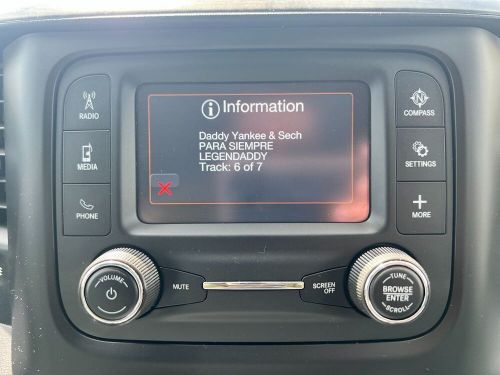 Information
Daddy Yankee & Sech
PARA SIEMPRE
LEGENDADDY
Track: 6 of 7
RADIO
MEDIA
PHONE
COMPASS
SETTINGS
MORE
VOLUME
MUTE
SCREEN
OFF
TUNE
BROWSE
ENTER
SCROLL